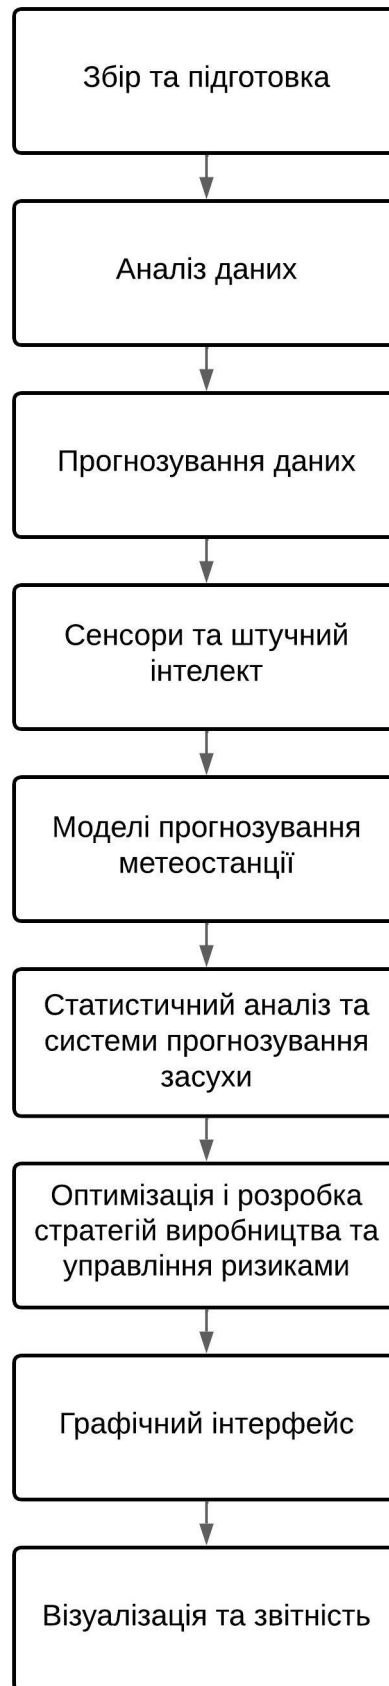 Збір та підготовка
Аналіз даних
Прогнозування даних
Сенсори та штучний
інтелект
Моделі прогнозування
метеостанції
Статистичний аналіз та
системи прогнозування
засухи
Оптимізація і розробка
стратегій виробництва та
управління ризиками
Графічний інтерфейс
Візуалізація та звітність